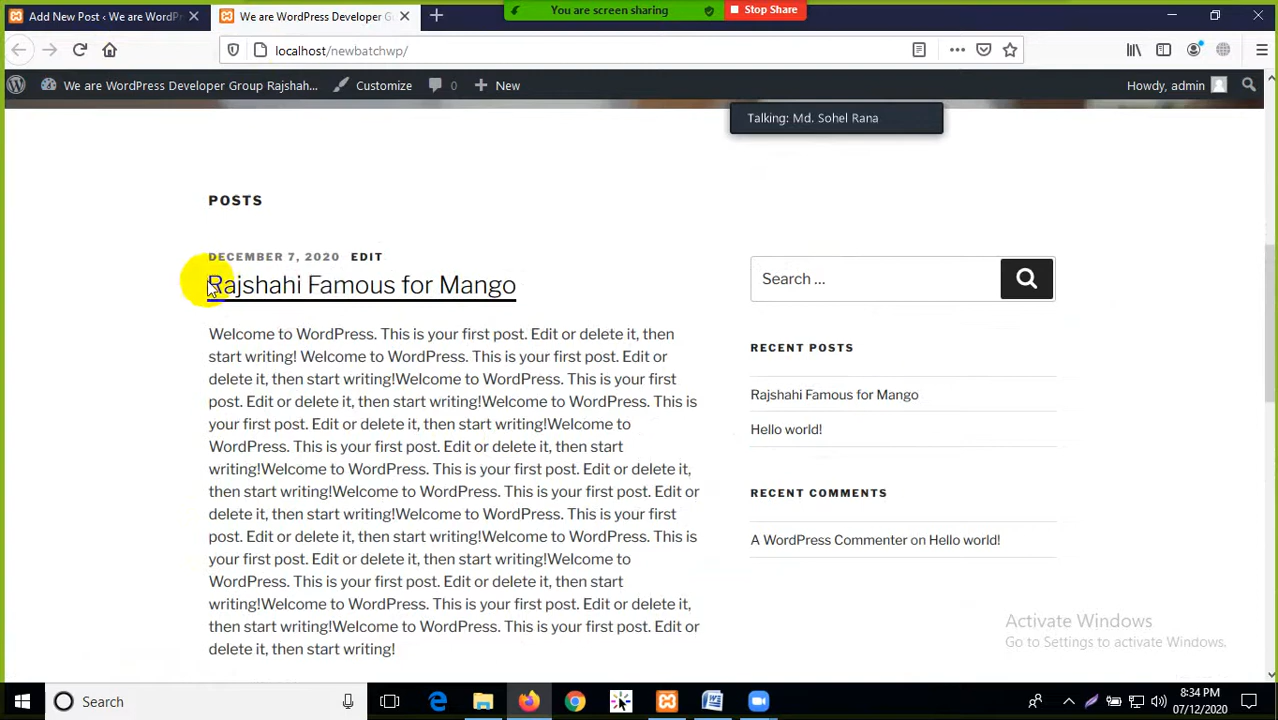 Add New Post ‹ We are WordPr
We are WordPress Developer G
You are screen sharing
Stop Share
localhost/newbatchwp/
We are WordPress Developer Group Rajshah...
Customize
0
New
Howdy, admin
Talking: Md. Sohel Rana
POSTS
DECEMBER 7, 2020 EDIT
Rajshahi Famous for Mango
Welcome to WordPress. This is your first post. Edit or delete it, then
start writing! Welcome to WordPress. This is your first post. Edit or
delete it, then start writing!Welcome to WordPress. This is your first
post. Edit or delete it, then start writing!Welcome to WordPress. This is
your first post. Edit or delete it, then start writing!Welcome to
WordPress. This is your first post. Edit or delete it, then start
writing!Welcome to WordPress. This is your first post. Edit or delete it,
then start writing!Welcome to WordPress. This is your first post. Edit or
delete it, then start writing!Welcome to WordPress. This is your first
post. Edit or delete it, then start writing!Welcome to WordPress. This is
your first post. Edit or delete it, then start writing!Welcome to
WordPress. This is your first post. Edit or delete it, then start
writing!Welcome to WordPress. This is your first post. Edit or delete it,
then start writing!Welcome to WordPress. This is your first post. Edit or
delete it, then start writing!
Search ...
RECENT POSTS
Rajshahi Famous for Mango
Hello world!
RECENT COMMENTS
A WordPress Commenter on Hello world!
Activate Windows
Go to Settings to activate Windows.
Search
8:34 PM
07/12/2020